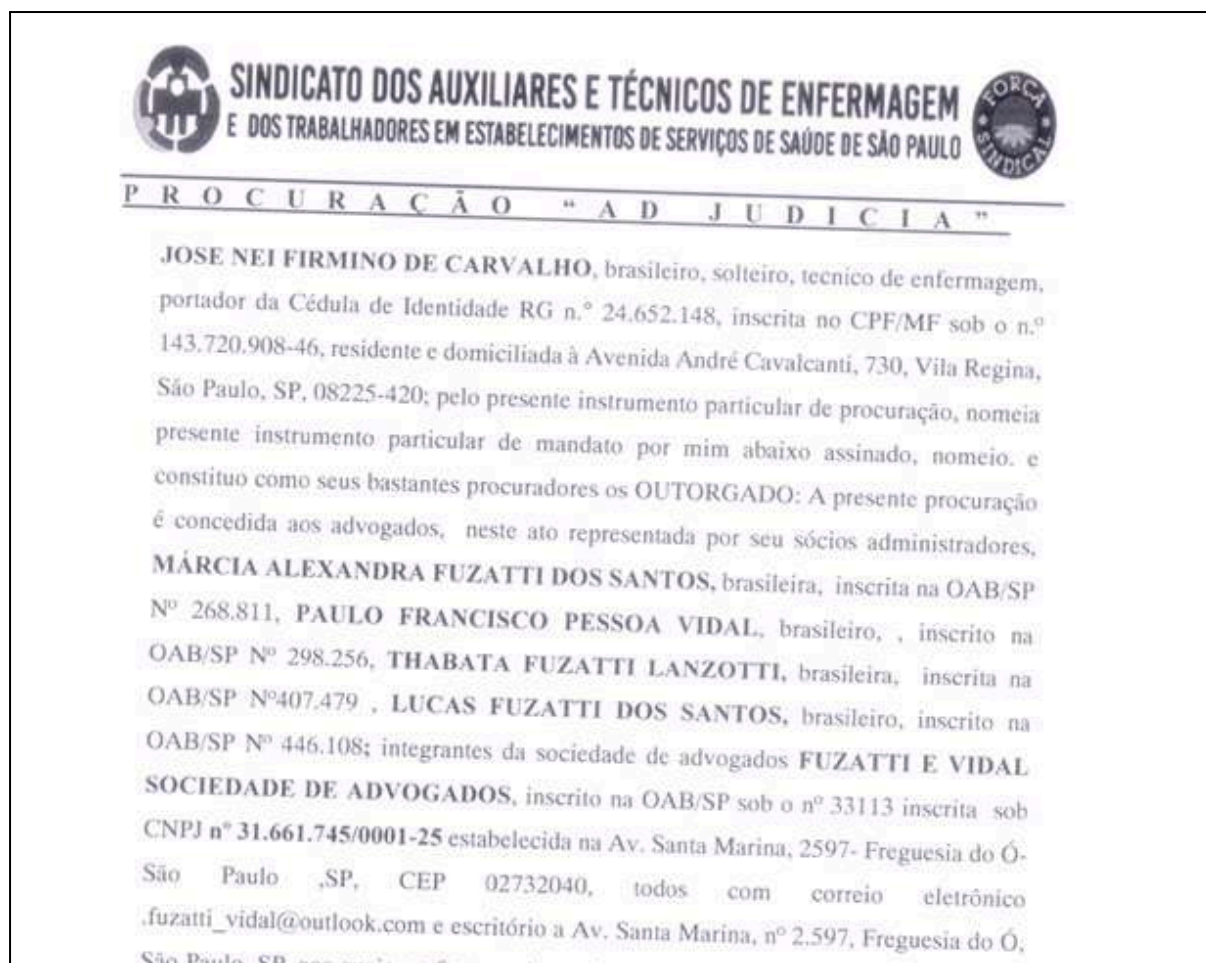 SINDICATO DOS AUXILIARES E TÉCNICOS DE ENFERMAGEM
E DOS TRABALHADORES EM ESTABELECIMENTOS DE SERVIÇOS DE SAÚDE DE SÃO PAULO
FORÇA SINDICAL
PROCURAÇÃO “AD JUDICIA”
JOSE NEI FIRMINO DE CARVALHO, brasileiro, solteiro, tecnico de enfermagem,
portador da Cédula de Identidade RG n.° 24.652.148, inscrita no CPF/MF sob o n.º
143.720.908-46, residente e domiciliada à Avenida André Cavalcanti, 730, Vila Regina,
São Paulo, SP, 08225-420; pelo presente instrumento particular de procuração, nomeia
presente instrumento particular de mandato por mim abaixo assinado, nomeio. e
constituo como seus bastantes procuradores os OUTORGADO: A presente procuração
é concedida aos advogados, neste ato representada por seu sócios administradores,
MÁRCIA ALEXANDRA FUZATTI DOS SANTOS, brasileira, inscrita na OAB/SP
Nº 268.811, PAULO FRANCISCO PESSOA VIDAL, brasileiro, , inscrito na
OAB/SP Nº 298.256, THABATA FUZATTI LANZOTTI, brasileira, inscrita na
OAB/SP Nº407.479 , LUCAS FUZATTI DOS SANTOS, brasileiro, inscrito na
OAB/SP Nº 446.108; integrantes da sociedade de advogados FUZATTI E VIDAL
SOCIEDADE DE ADVOGADOS, inscrito na OAB/SP sob o nº 33113 inscrita sob
CNPJ nº 31.661.745/0001-25 estabelecida na Av. Santa Marina, 2597- Freguesia do Ó-
São Paulo ,SP, CEP 02732040, todos com correio eletrônico
.fuzatti_vidal@outlook.com e escritório a Av. Santa Marina, nº 2.597, Freguesia do Ó,
São Paulo, SP,